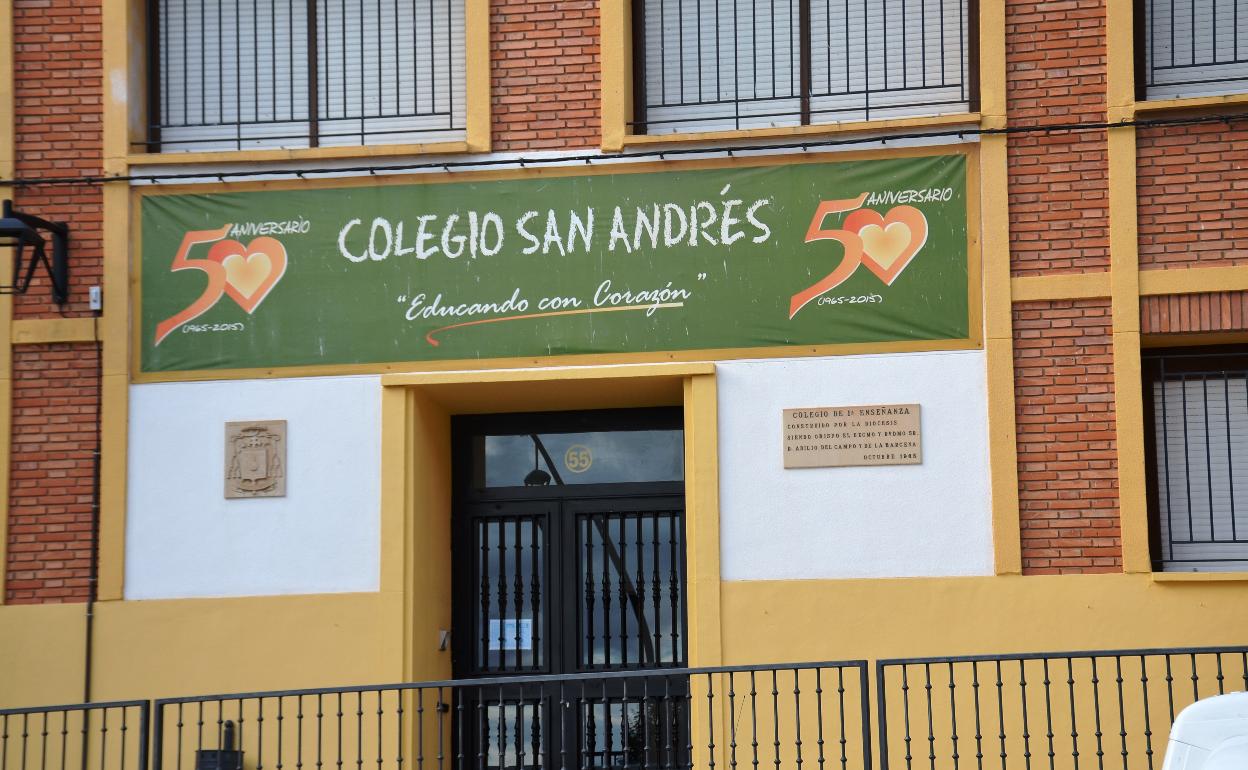 50 ANIVERSARIO
(1965-2015)
COLEGIO SAN ANDRÉS
“Educando con Corazón”
50 ANIVERSARIO
(1965-2015)
COLEGIO DE 1ª ENSEÑANZA
CONSTRUIDO POR LA DIOCESIS
SIENDO OBISPO EL EXCMO Y RVDMO SR.
D. ABILIO DEL CAMPO Y DE LA BARCENA
OCTUBRE 1965
55